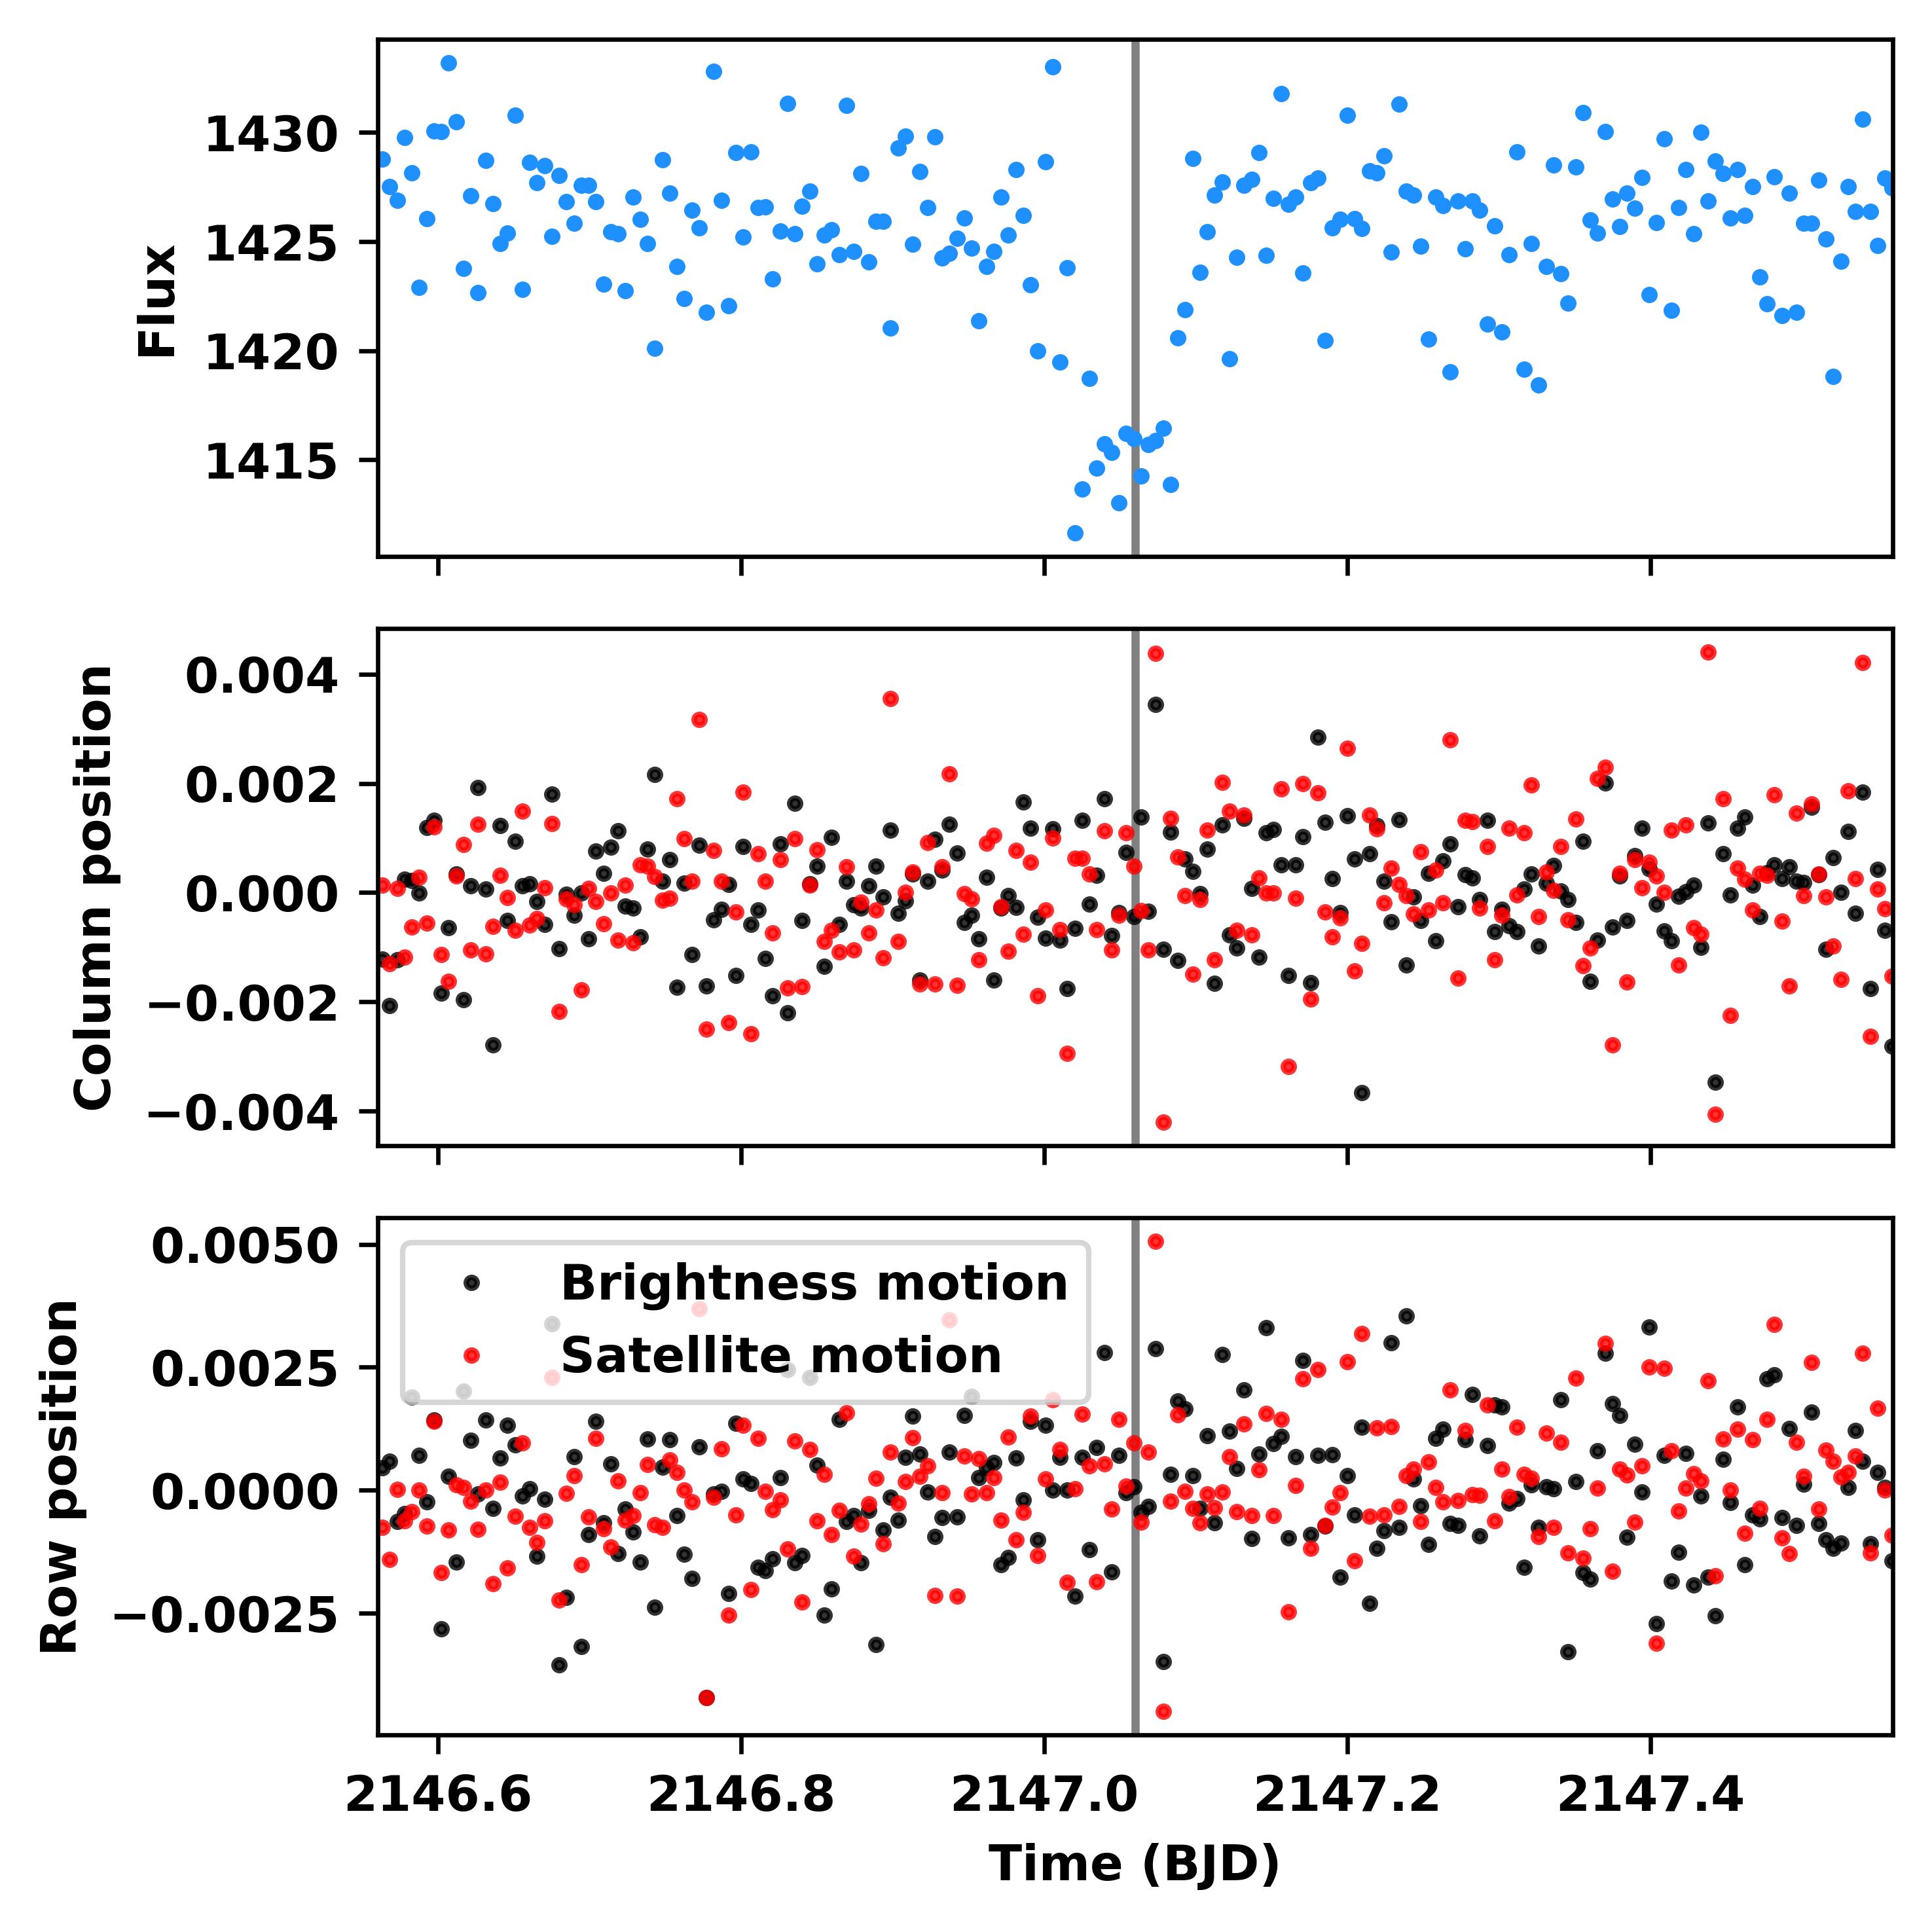 1430
1425
1420
1415
Flux
0.004
0.002
0.000
−0.002
−0.004
Column position
0.0050
0.0025
0.0000
−0.0025
Row position
Brightness motion
Satellite motion
2146.6 2146.8 2147.0 2147.2 2147.4
Time (BJD)